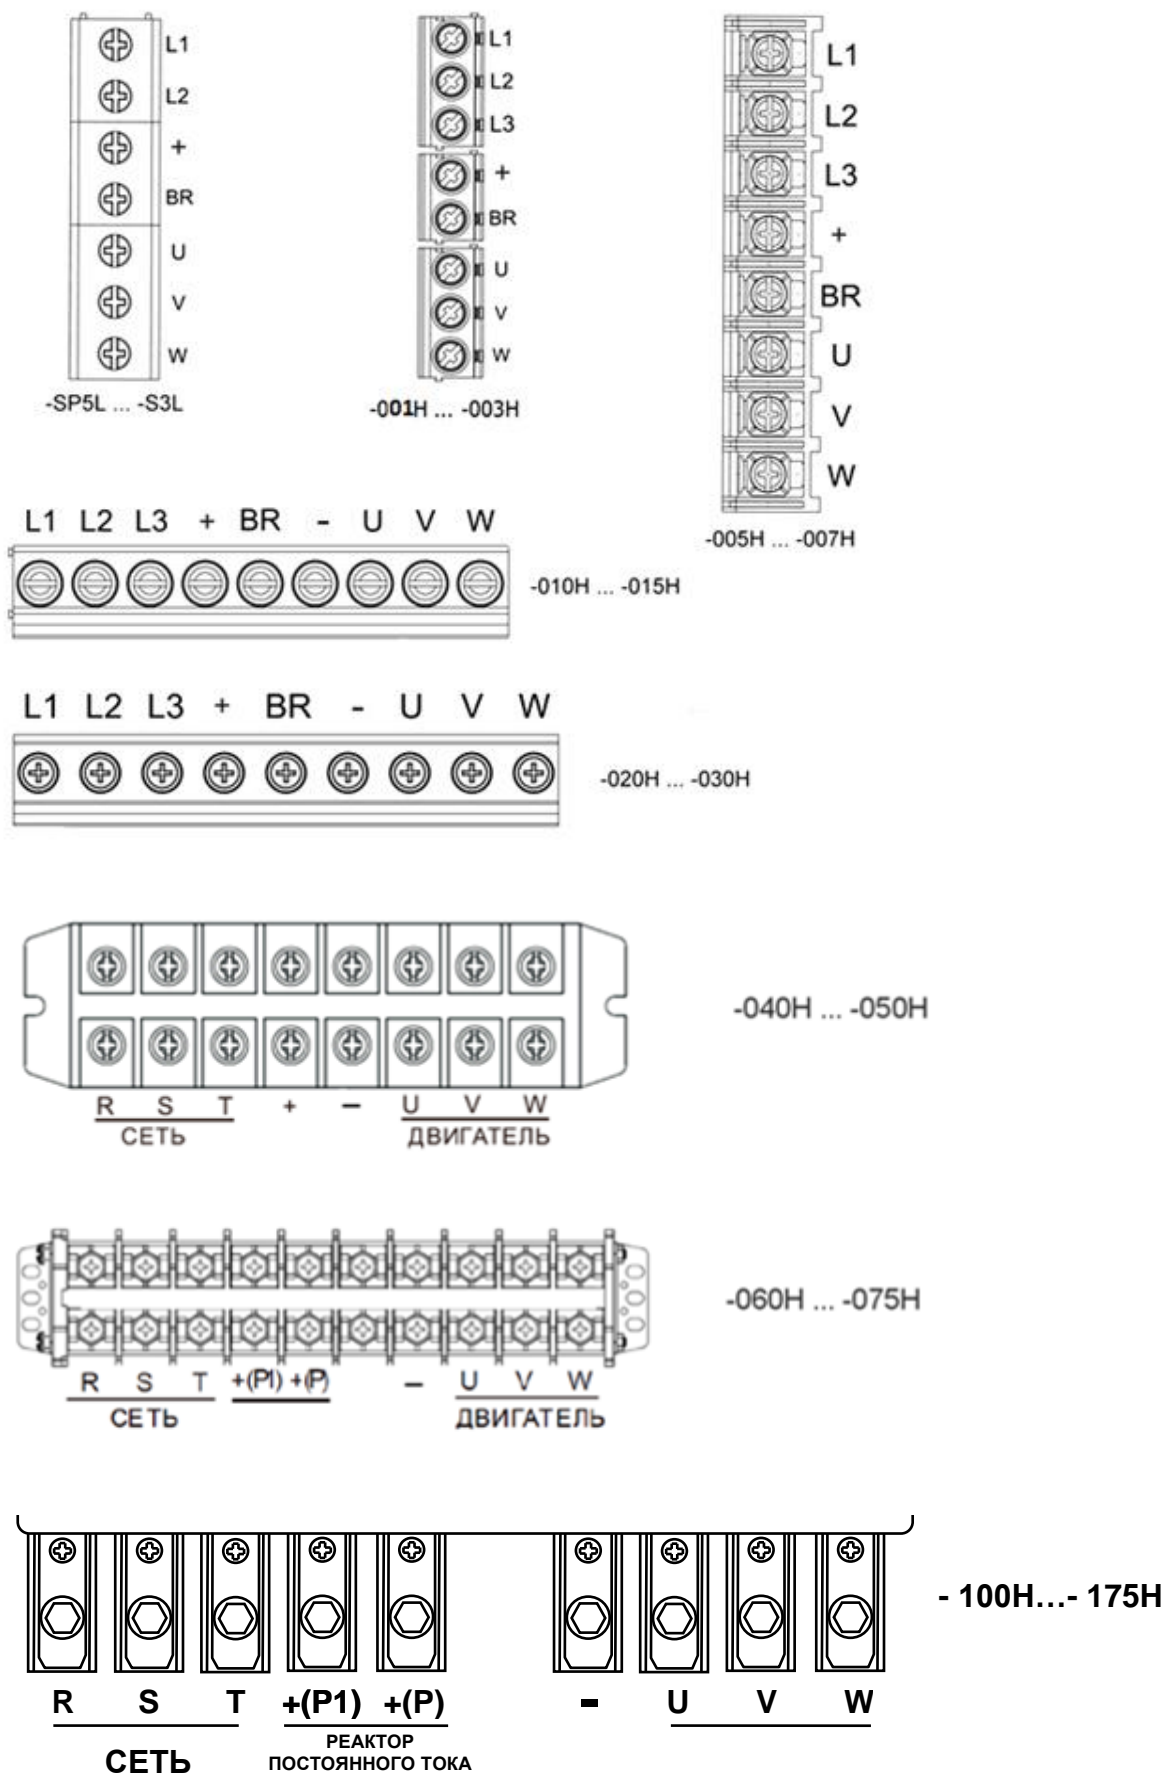 L1
L2
+
BR
U
V
W
-SP5L ... -S3L
L1
L2
L3
+
BR
U
V
W
-001H ... -003H
L1
L2
L3
+
BR
U
V
W
-005H ... -007H
L1 L2 L3 + BR - U V W
-010H ... -015H
L1 L2 L3 + BR - U V W
-020H ... -030H
-040H ... -050H
R S T + – U V W
СЕТЬ ДВИГАТЕЛЬ
-060H ... -075H
R S T +(P1) +(P) – U V W
СЕТЬ ДВИГАТЕЛЬ
- 100H...- 175H
R S T +(P1) +(P) - U V W
РЕАКТОР
СЕТЬ ПОСТОЯННОГО ТОКА